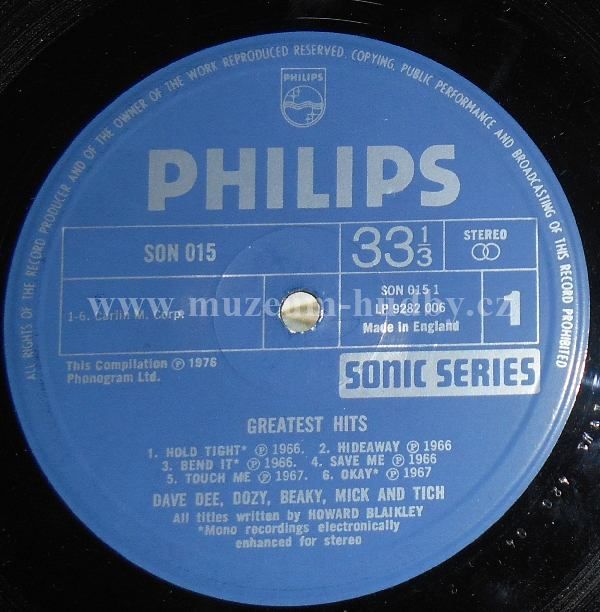 ALL RIGHTS OF THE RECORD PRODUCER AND OF THE OWNER OF THE WORK REPRODUCED RESERVED. COPYING, PUBLIC PERFORMANCE AND BROADCASTING OF THIS RECORD PROHIBITED
PHILIPS
PHILIPS
SON 015
33 1/3
STEREO
SON 015 1
LP 9282 006
Made in England
1
1-6. Carlin M. Corp.
www.muzeum-hudby.cz
This Compilation Ⓟ 1976
Phonogram Ltd.
SONIC SERIES
GREATEST HITS
1. HOLD TIGHT* Ⓟ 1966. 2. HIDEAWAY Ⓟ 1966
3. BEND IT* Ⓟ 1966. 4. SAVE ME Ⓟ 1966
5. TOUCH ME Ⓟ 1967. 6. OKAY* Ⓟ 1967
DAVE DEE, DOZY, BEAKY, MICK AND TICH
All titles written by HOWARD BLAIKLEY
*Mono recordings electronically
enhanced for stereo